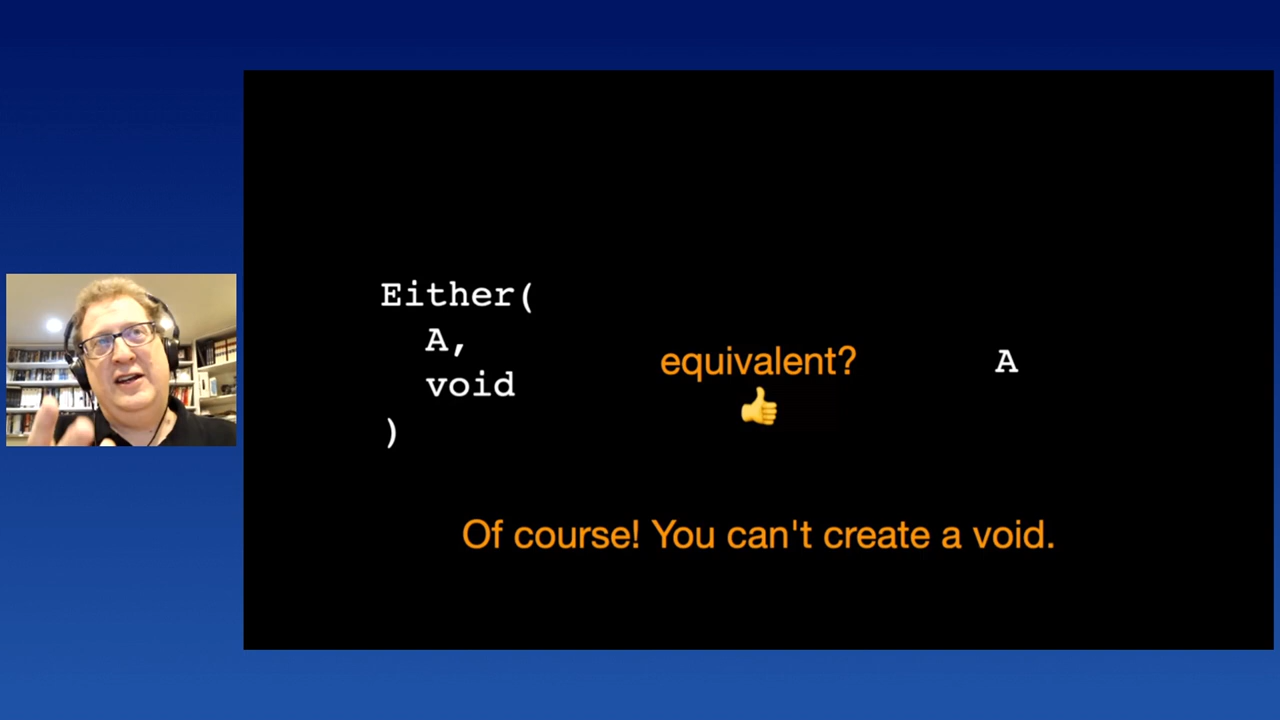 Either(
A,
void
)
equivalent?
A
Of course! You can't create a void.